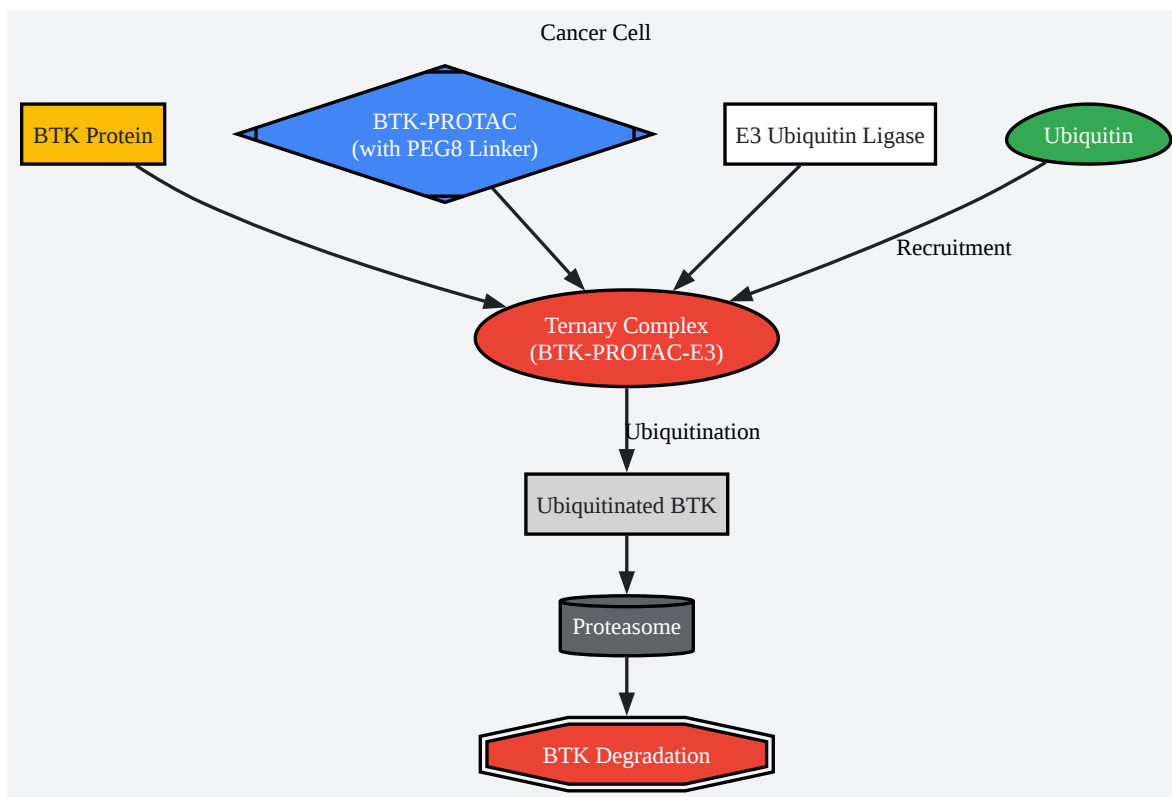 Cancer Cell
BTK Protein
BTK-PROTAC
(with PEG8 Linker)
E3 Ubiquitin Ligase
Ubiquitin
Recruitment
Ternary Complex
(BTK-PROTAC-E3)
Ubiquitination
Ubiquitinated BTK
Proteasome
BTK Degradation